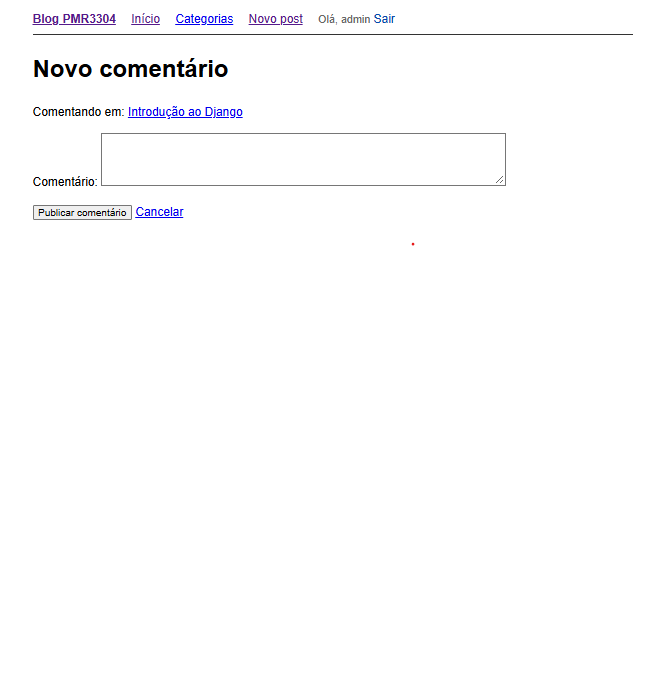 Blog PMR3304 Início Categorias Novo post Olá, admin Sair
Novo comentário
Comentando em: Introdução ao Django
Comentário:
Publicar comentário Cancelar